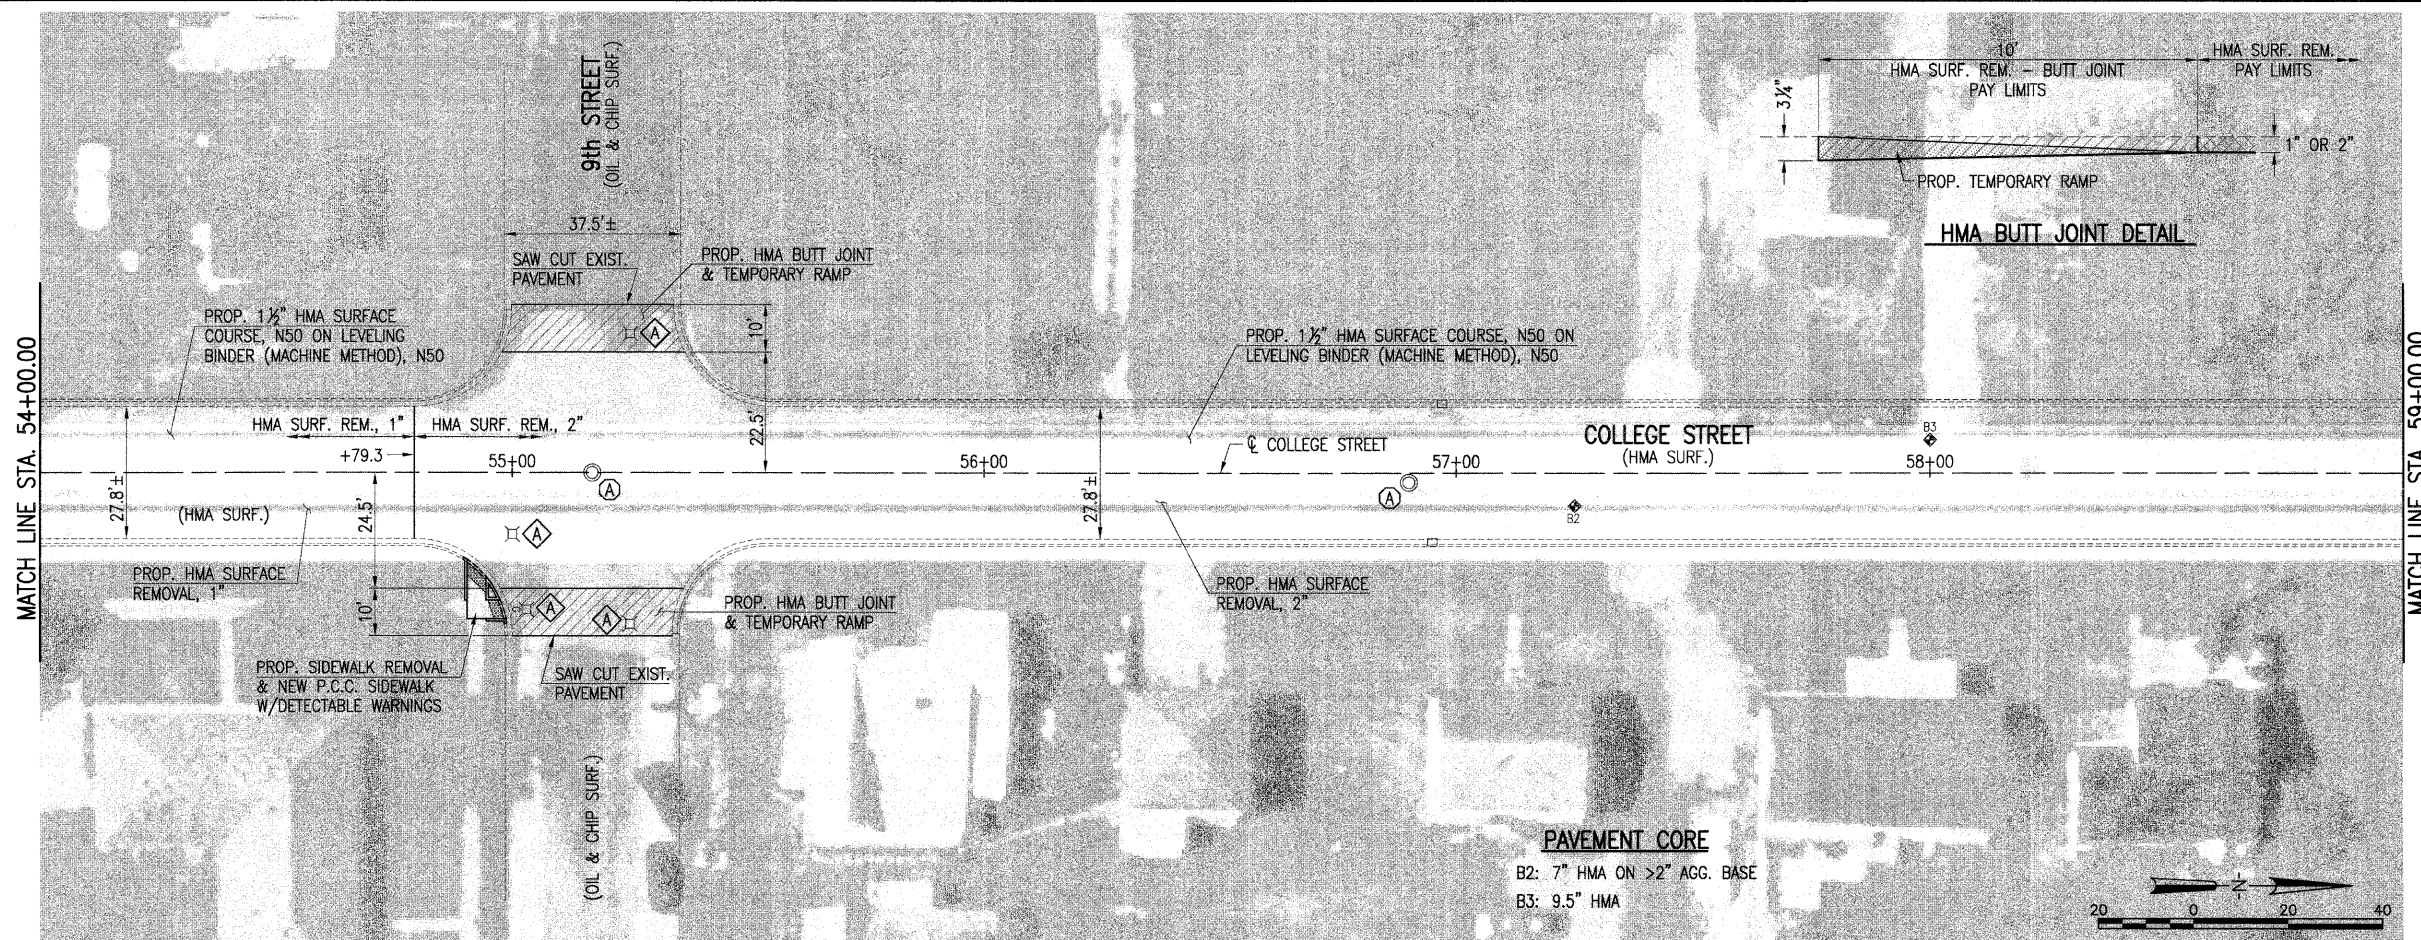 MATCH LINE STA. 54+00.00
9th STREET
(OIL & CHIP SURF.)
37.5'±
SAW CUT EXIST.
PAVEMENT
PROP. HMA BUTT JOINT
& TEMPORARY RAMP
A
10'
22.5'
PROP. 1½" HMA SURFACE
COURSE, N50 ON LEVELING
BINDER (MACHINE METHOD), N50
HMA SURF. REM., 1"
HMA SURF. REM., 2"
+79.3
27.8'±
(HMA SURF.)
24.5'
10'
55+00
A
A
PROP. HMA SURFACE
REMOVAL, 1"
PROP. SIDEWALK REMOVAL
& NEW P.C.C. SIDEWALK
W/DETECTABLE WARNINGS
A
A
PROP. HMA BUTT JOINT
& TEMPORARY RAMP
SAW CUT EXIST.
PAVEMENT
(OIL & CHIP SURF.)
56+00
27.8'±
PROP. 1½" HMA SURFACE COURSE, N50 ON
LEVELING BINDER (MACHINE METHOD), N50
℄ COLLEGE STREET
COLLEGE STREET
(HMA SURF.)
57+00
A
B2
B3
58+00
PROP. HMA SURFACE
REMOVAL, 2"
10'
HMA SURF. REM. - BUTT JOINT
PAY LIMITS
HMA SURF. REM.
PAY LIMITS
3¼"
1" OR 2"
PROP. TEMPORARY RAMP
HMA BUTT JOINT DETAIL
PAVEMENT CORE
B2: 7" HMA ON >2" AGG. BASE
B3: 9.5" HMA
N
20 0 20 40
MATCH LINE STA. 59+00.00